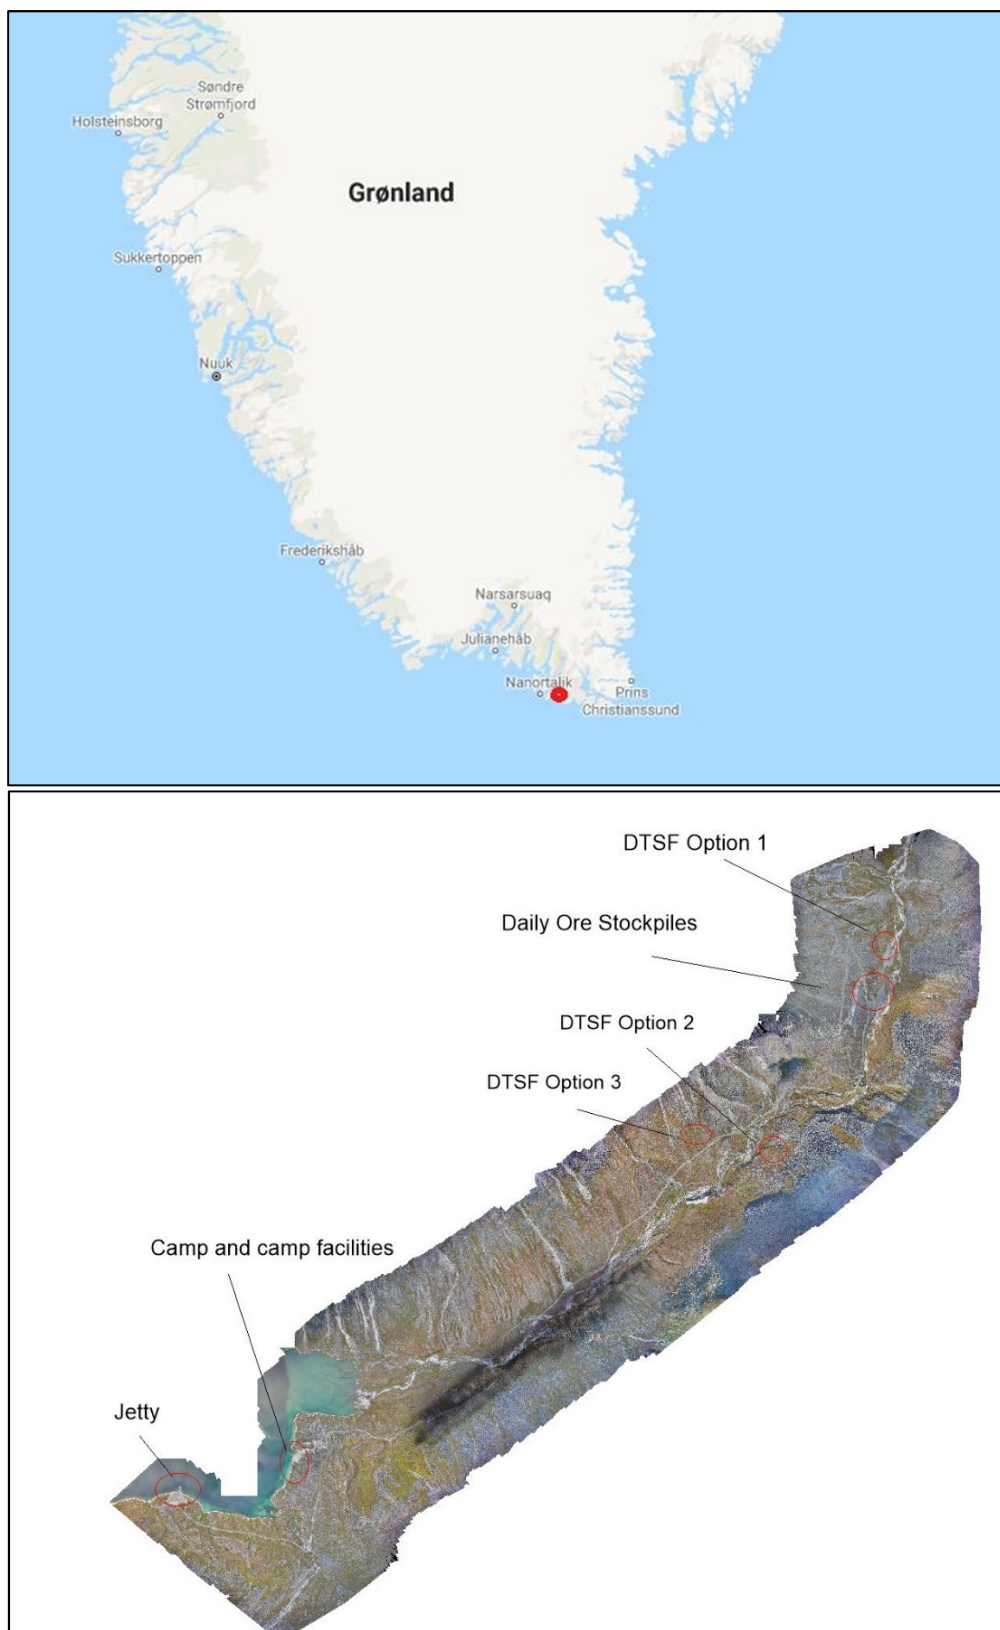 Søndre
Strømfjord
Holsteinsborg
Grønland
Sukkertoppen
Nuuk
Frederikshåb
Narsarsuaq
Julianehåb
Nanortalik
Prins
Christianssund
DTSF Option 1
Daily Ore Stockpiles
DTSF Option 2
DTSF Option 3
Camp and camp facilities
Jetty